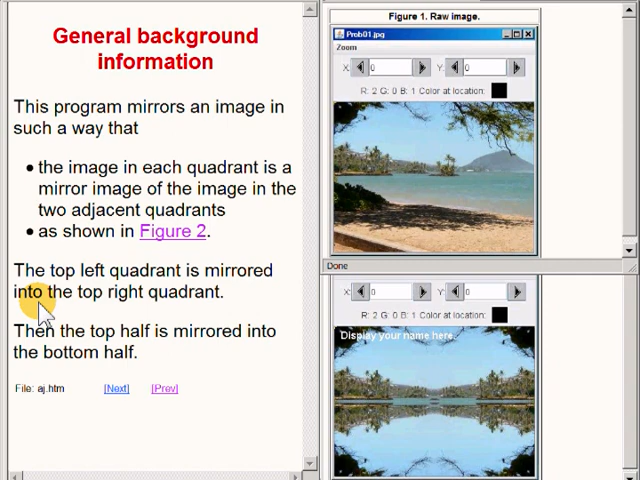 General background
information
This program mirrors an image in
such a way that
the image in each quadrant is a
mirror image of the image in the
two adjacent quadrants
as shown in Figure 2.
The top left quadrant is mirrored
into the top right quadrant.
Then the top half is mirrored into
the bottom half.
File: aj.htm [Next] [Prev]
Figure 1. Raw image.
Prob01.jpg
Zoom
X: 0 Y: 0
R: 2 G: 0 B: 1 Color at location:
Done
X: 0 Y: 0
R: 2 G: 0 B: 1 Color at location:
Display your name here.